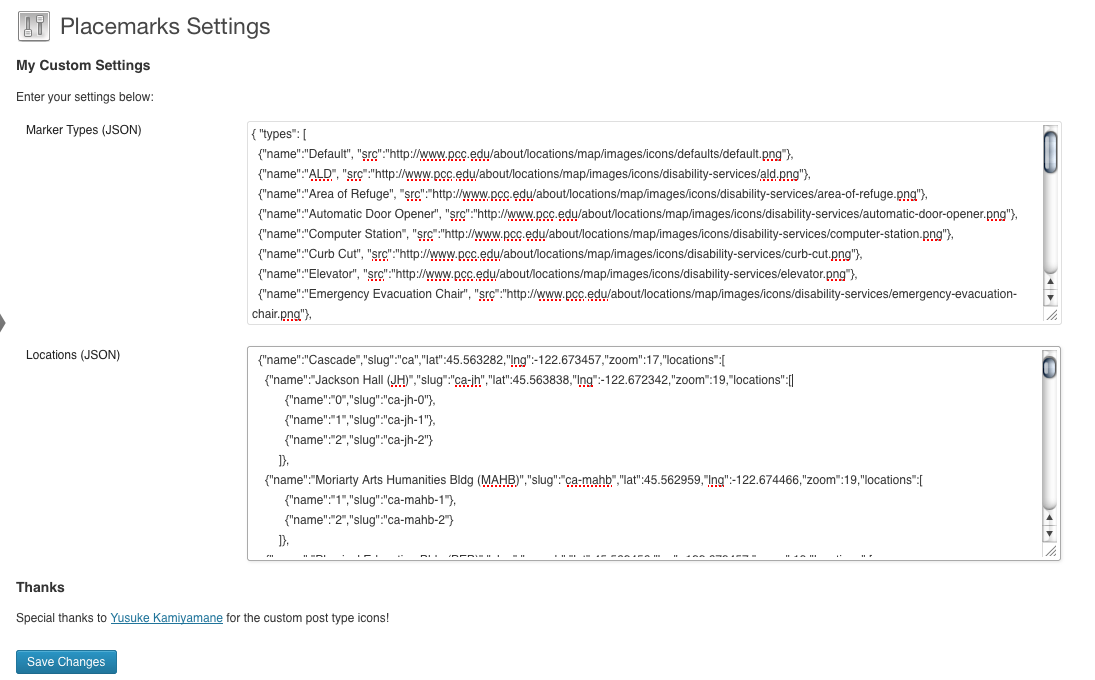 Placemarks Settings
My Custom Settings
Enter your settings below:
Marker Types (JSON)
{ "types": [
{"name":"Default", "src":"http://www.pcc.edu/about/locations/map/images/icons/defaults/default.png"},
{"name":"ALD", "src":"http://www.pcc.edu/about/locations/map/images/icons/disability-services/ald.png"},
{"name":"Area of Refuge", "src":"http://www.pcc.edu/about/locations/map/images/icons/disability-services/area-of-refuge.png"},
{"name":"Automatic Door Opener", "src":"http://www.pcc.edu/about/locations/map/images/icons/disability-services/automatic-door-opener.png"},
{"name":"Computer Station", "src":"http://www.pcc.edu/about/locations/map/images/icons/disability-services/computer-station.png"},
{"name":"Curb Cut", "src":"http://www.pcc.edu/about/locations/map/images/icons/disability-services/curb-cut.png"},
{"name":"Elevator", "src":"http://www.pcc.edu/about/locations/map/images/icons/disability-services/elevator.png"},
{"name":"Emergency Evacuation Chair", "src":"http://www.pcc.edu/about/locations/map/images/icons/disability-services/emergency-evacuation-
chair.png"},
Locations (JSON)
{"name":"Cascade","slug":"ca","lat":45.563282,"lng":-122.673457,"zoom":17,"locations":[
{"name":"Jackson Hall (JH)","slug":"ca-jh","lat":45.563838,"lng":-122.672342,"zoom":19,"locations":[
{"name":"0","slug":"ca-jh-0"},
{"name":"1","slug":"ca-jh-1"},
{"name":"2","slug":"ca-jh-2"}
]},
{"name":"Moriarty Arts Humanities Bldg (MAHB)","slug":"ca-mahb","lat":45.562959,"lng":-122.674466,"zoom":19,"locations":[
{"name":"1","slug":"ca-mahb-1"},
{"name":"2","slug":"ca-mahb-2"}
]},
Thanks
Special thanks to Yusuke Kamiyamane for the custom post type icons!
Save Changes